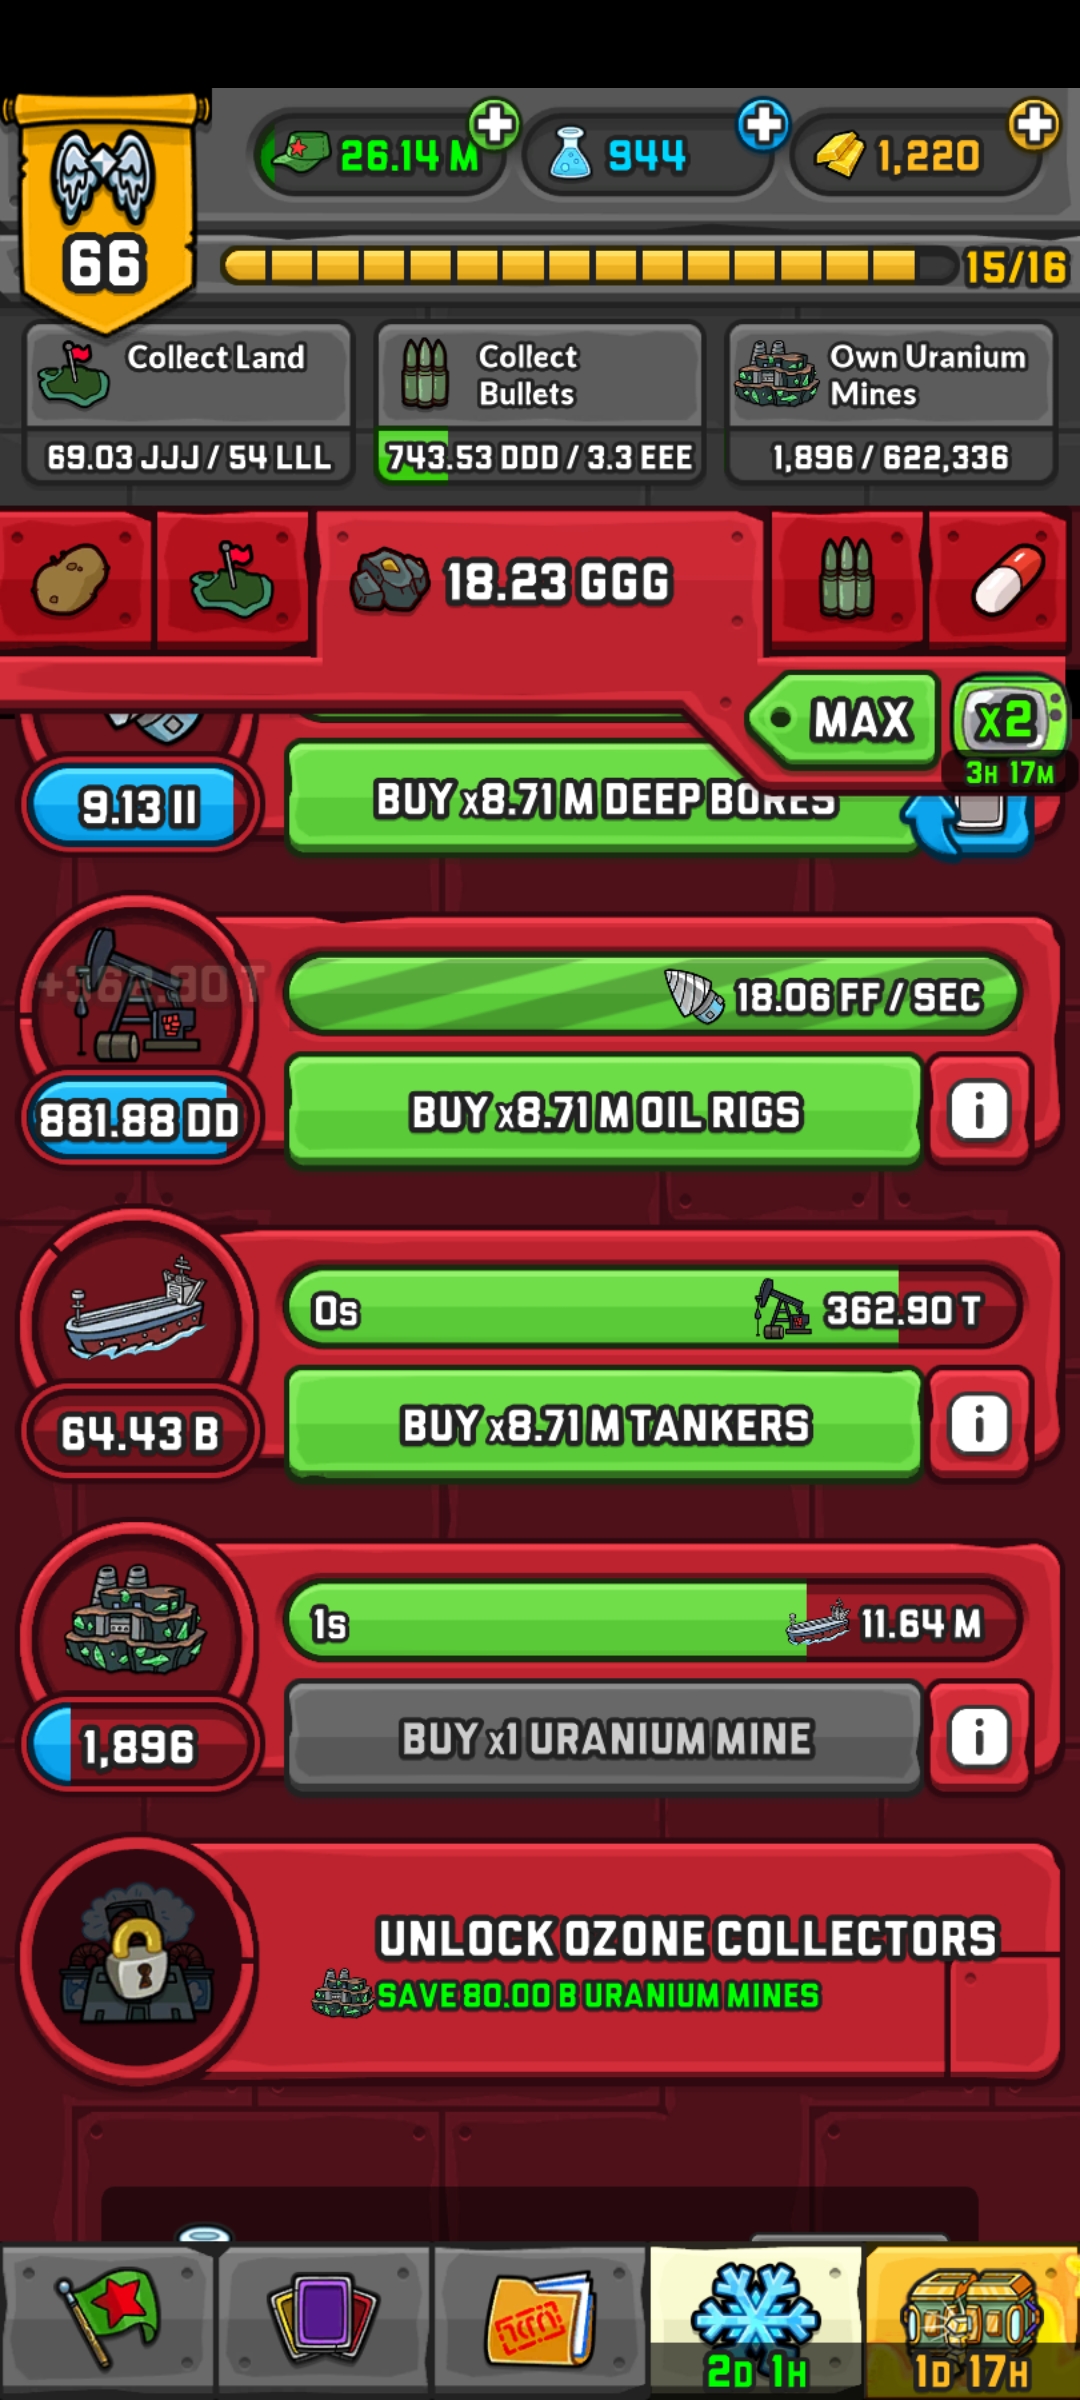 26.14 M
944
1,220
66
15/16
Collect Land
69.03 JJJ / 54 LLL
Collect
Bullets
743.53 DDD / 3.3 EEE
Own Uranium
Mines
1,896 / 622,336
18.23 GGG
MAX
x2
3H 17M
9.13 II
BUY x8.71 M DEEP BORES
+362.90 T
18.06 FF / SEC
881.88 DD
BUY x8.71 M OIL RIGS
i
0s
362.90 T
64.43 B
BUY x8.71 M TANKERS
i
1s
11.64 M
1,896
BUY x1 URANIUM MINE
i
UNLOCK OZONE COLLECTORS
SAVE 80.00 B URANIUM MINES
2D 1H
1D 17H